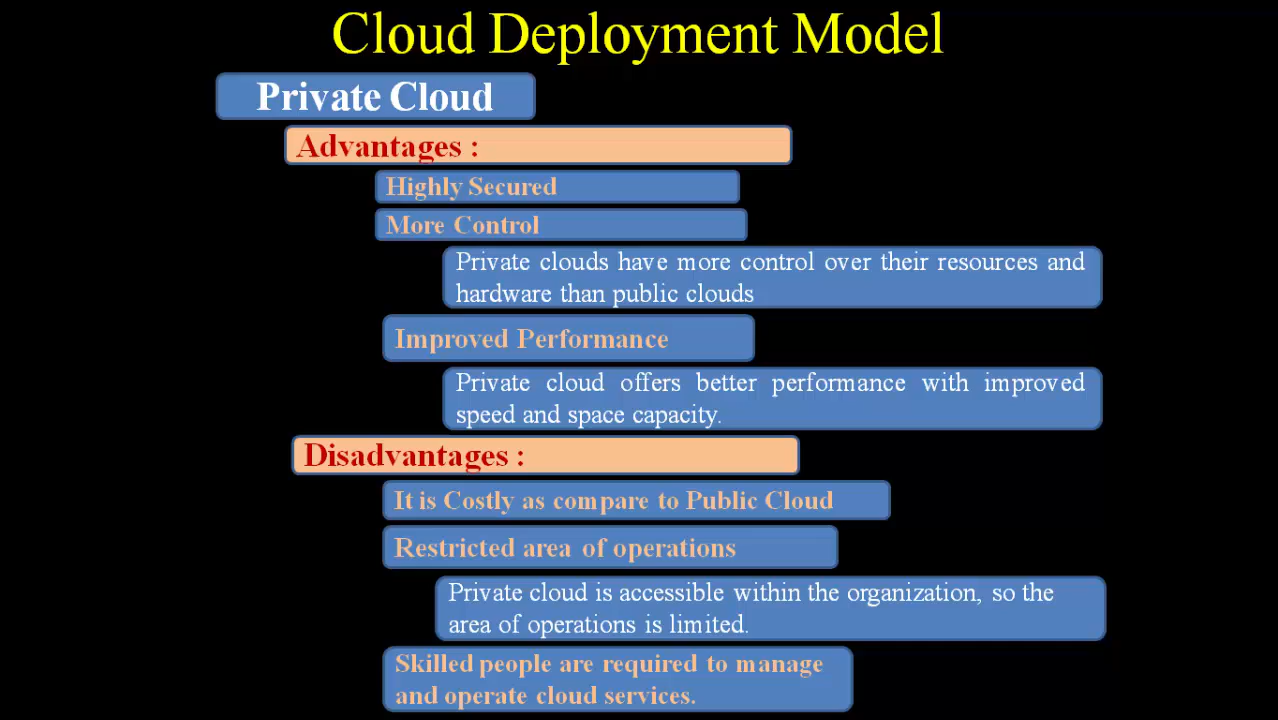 Cloud Deployment Model
Private Cloud
Advantages :
Highly Secured
More Control
Private clouds have more control over their resources and
hardware than public clouds
Improved Performance
Private cloud offers better performance with improved
speed and space capacity.
Disadvantages :
It is Costly as compare to Public Cloud
Restricted area of operations
Private cloud is accessible within the organization, so the
area of operations is limited.
Skilled people are required to manage
and operate cloud services.